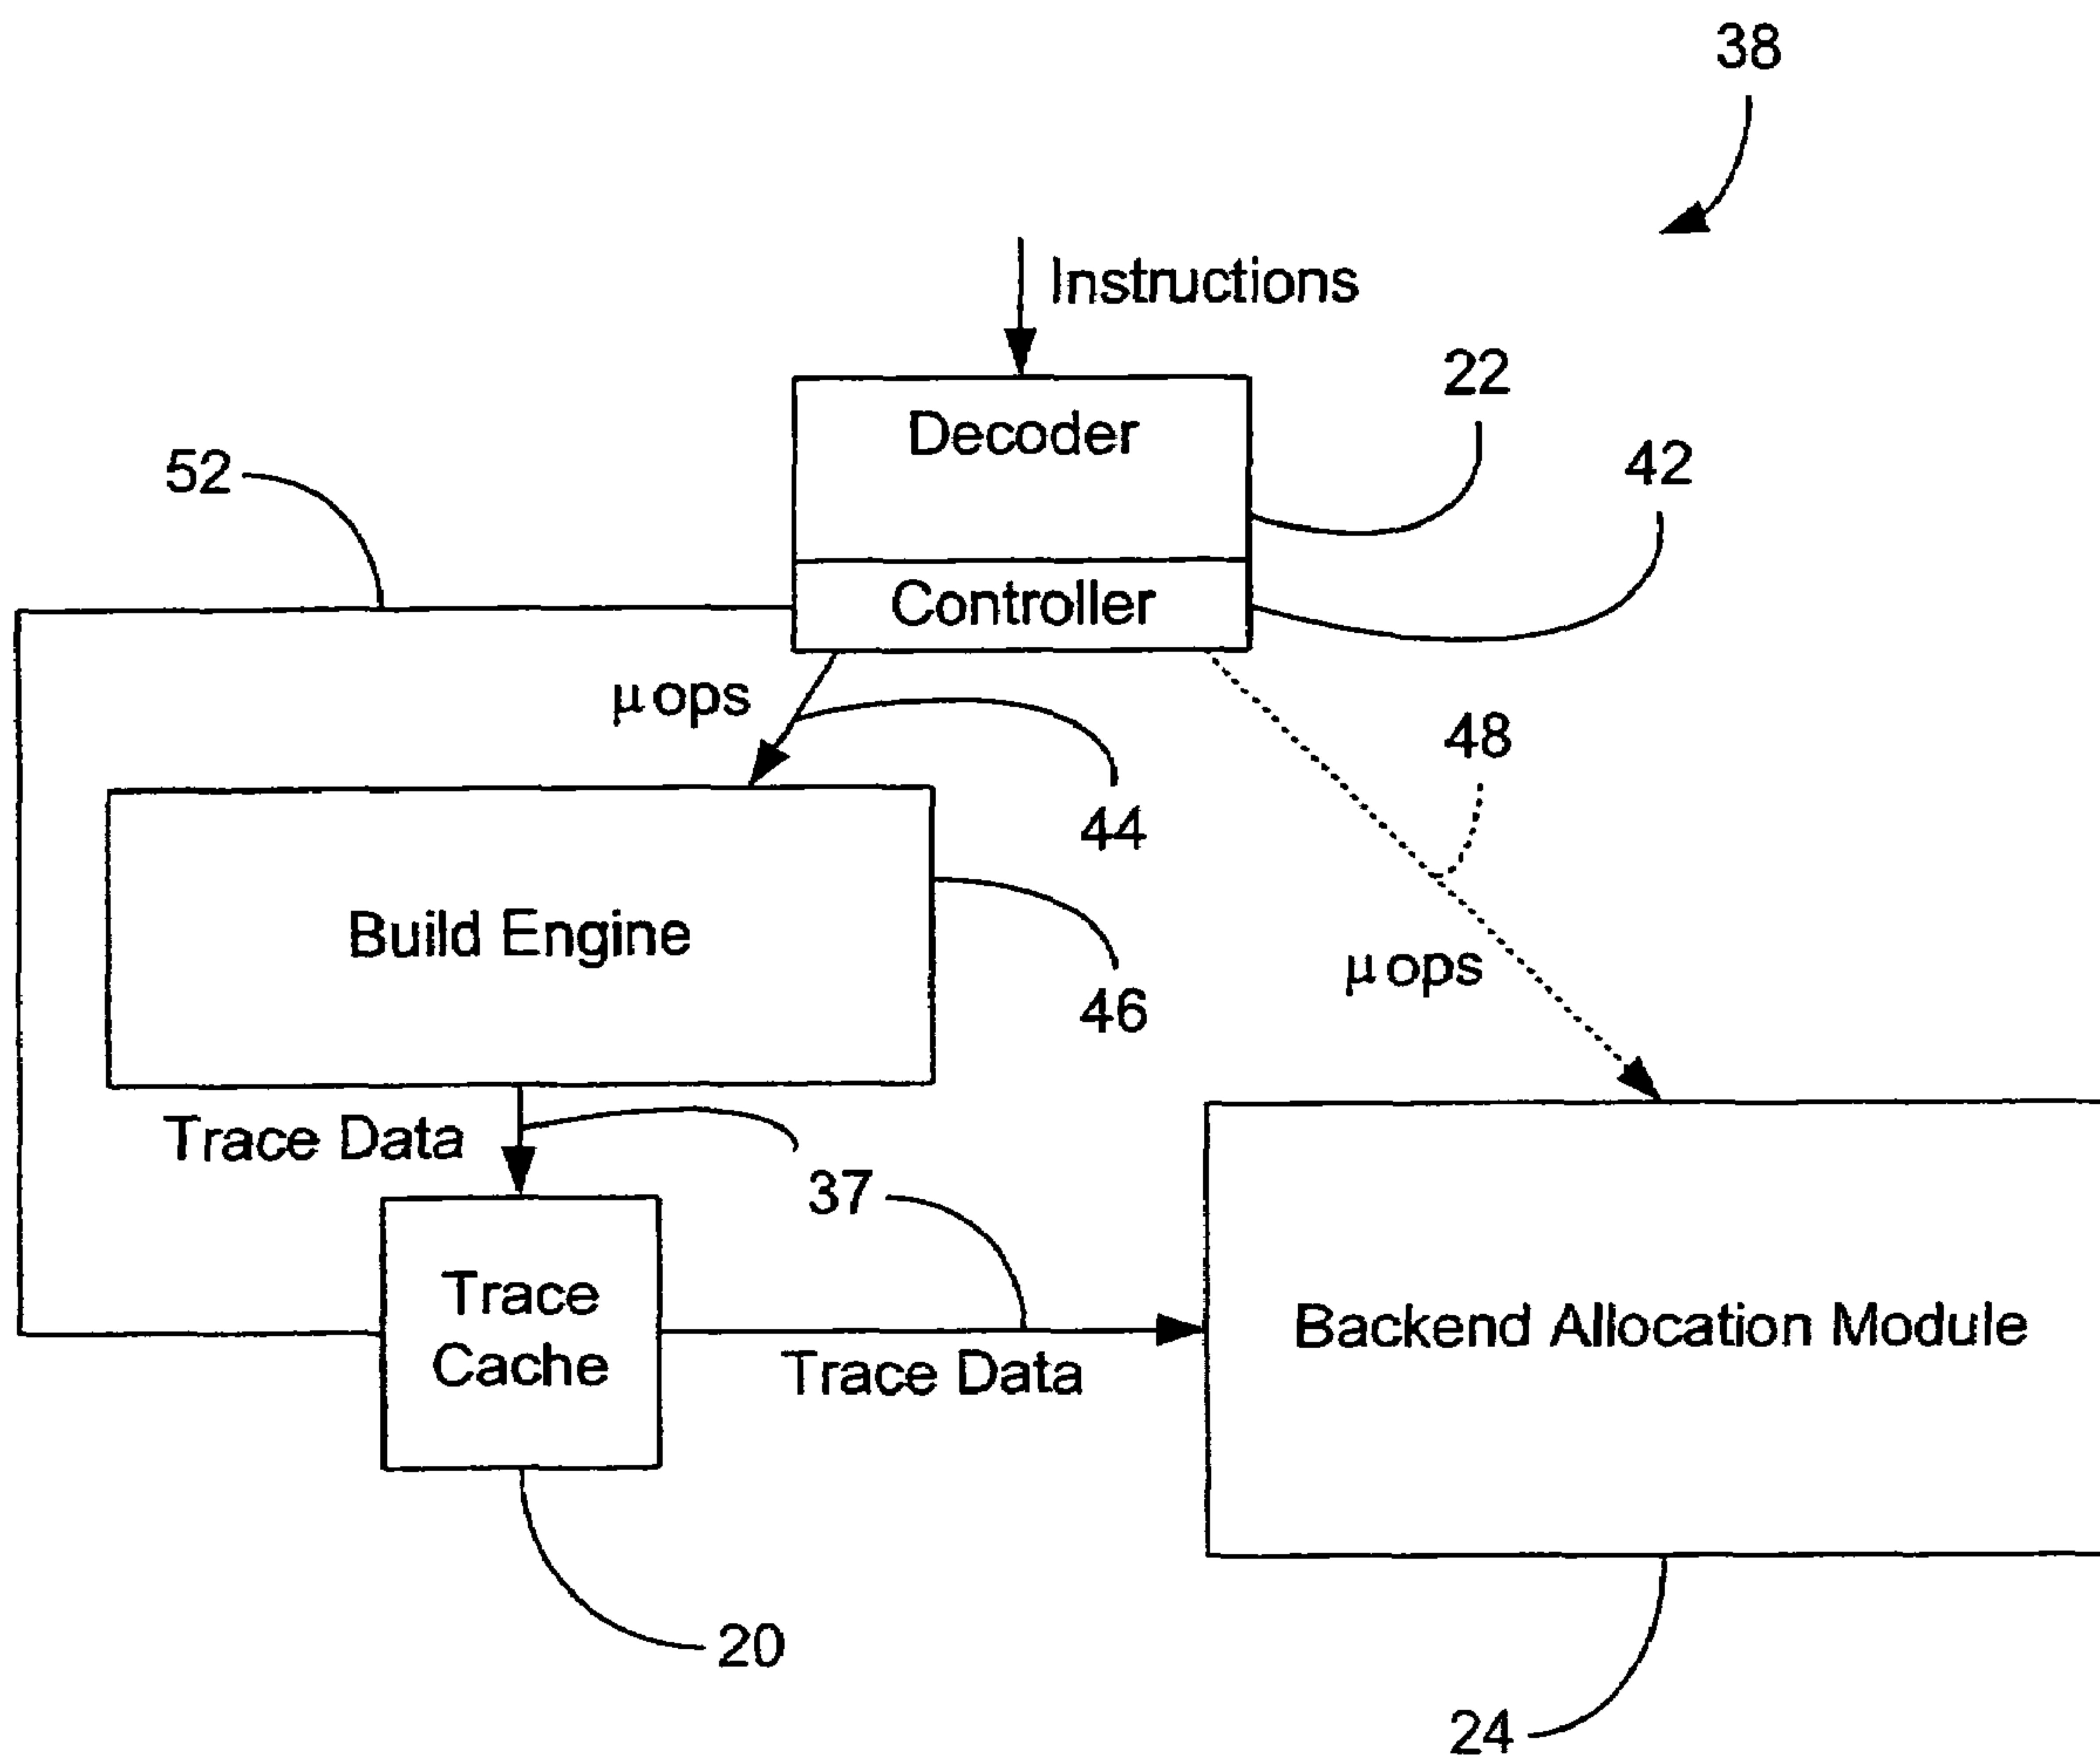 38
Instructions
22
Decoder
42
52
Controller
μops
48
44
Build Engine
μops
46
Trace Data
37
Trace
Cache
Backend Allocation Module
Trace Data
20
24